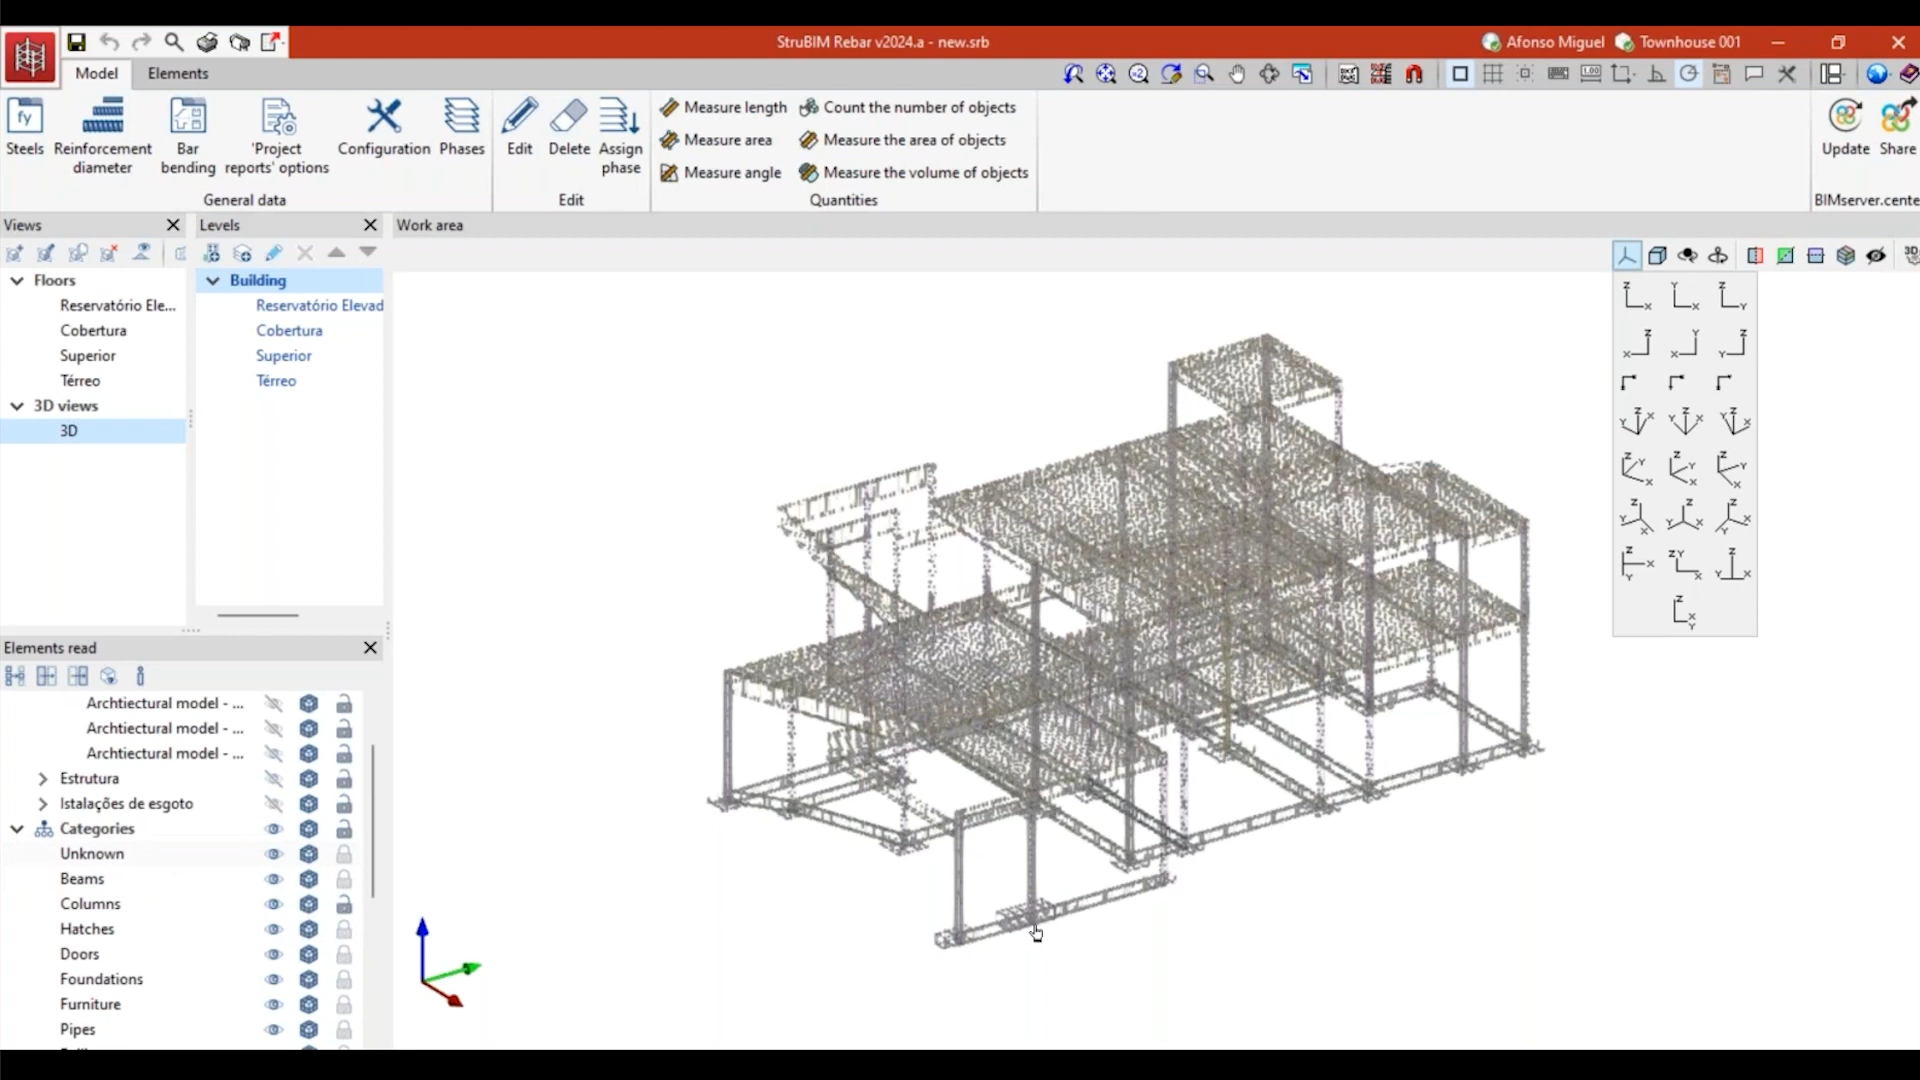 StruBIM Rebar v2024.a - new.srb
Afonso Miguel
Townhouse 001
Model
Elements
fy
Steels
Reinforcement
diameter
Bar
bending
'Project
reports' options
Configuration
Phases
General data
Edit
Delete
Assign
phase
Edit
Measure length
Measure area
Measure angle
Count the number of objects
Measure the area of objects
Measure the volume of objects
Quantities
Update
Share
BIMserver.cente
Views
Levels
Work area
Floors
Reservatório Ele...
Cobertura
Superior
Térreo
3D views
3D
Building
Reservatório Elevad
Cobertura
Superior
Térreo
Elements read
Archtiectural model - ...
Archtiectural model - ...
Archtiectural model - ...
Estrutura
Istalações de esgoto
Categories
Unknown
Beams
Columns
Hatches
Doors
Foundations
Furniture
Pipes